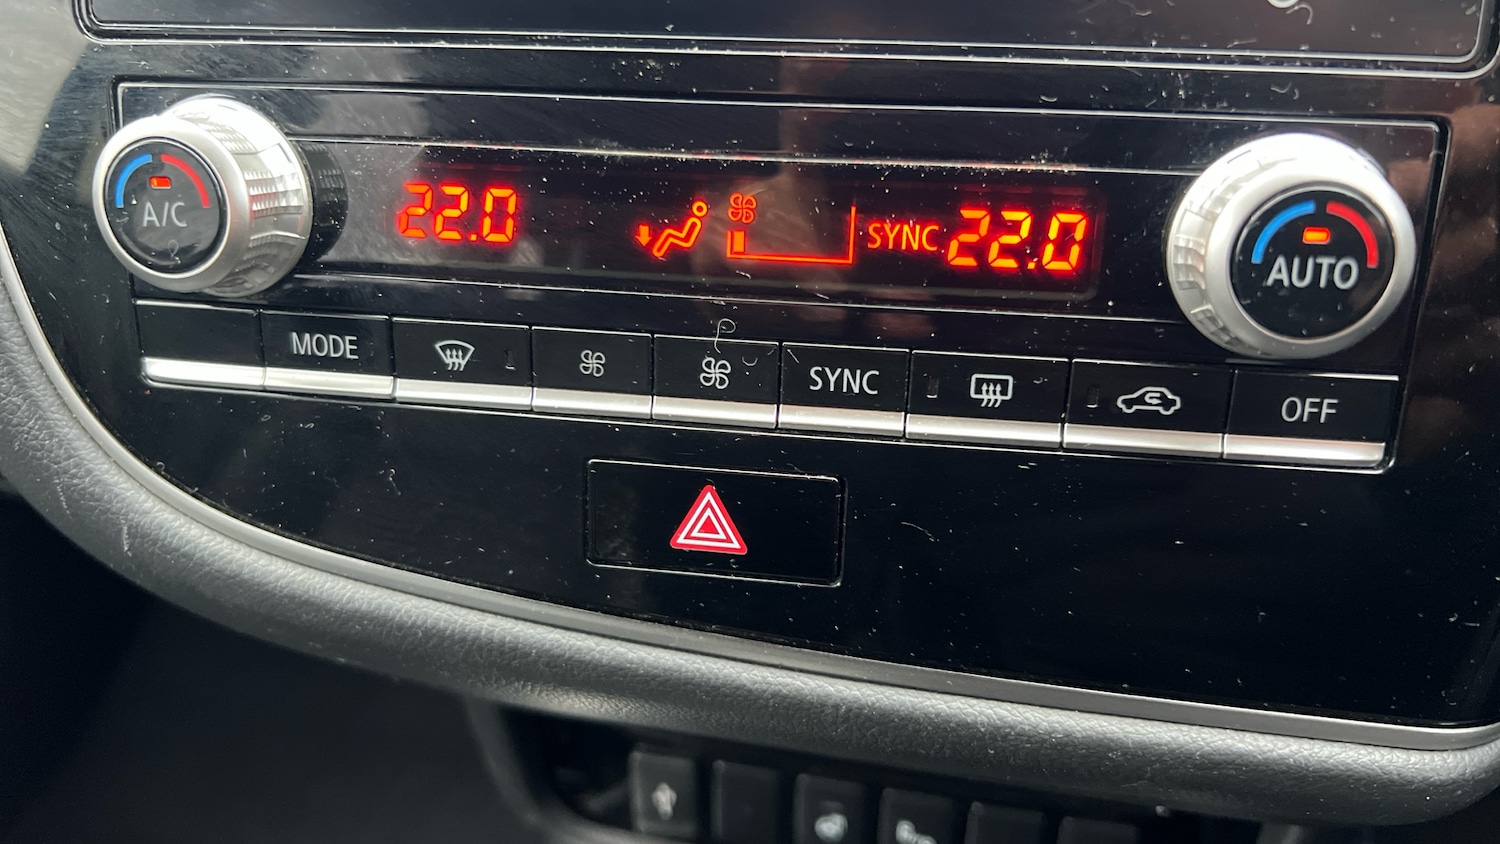 A/C
22.0
SYNC 22.0
AUTO
MODE
SYNC
OFF